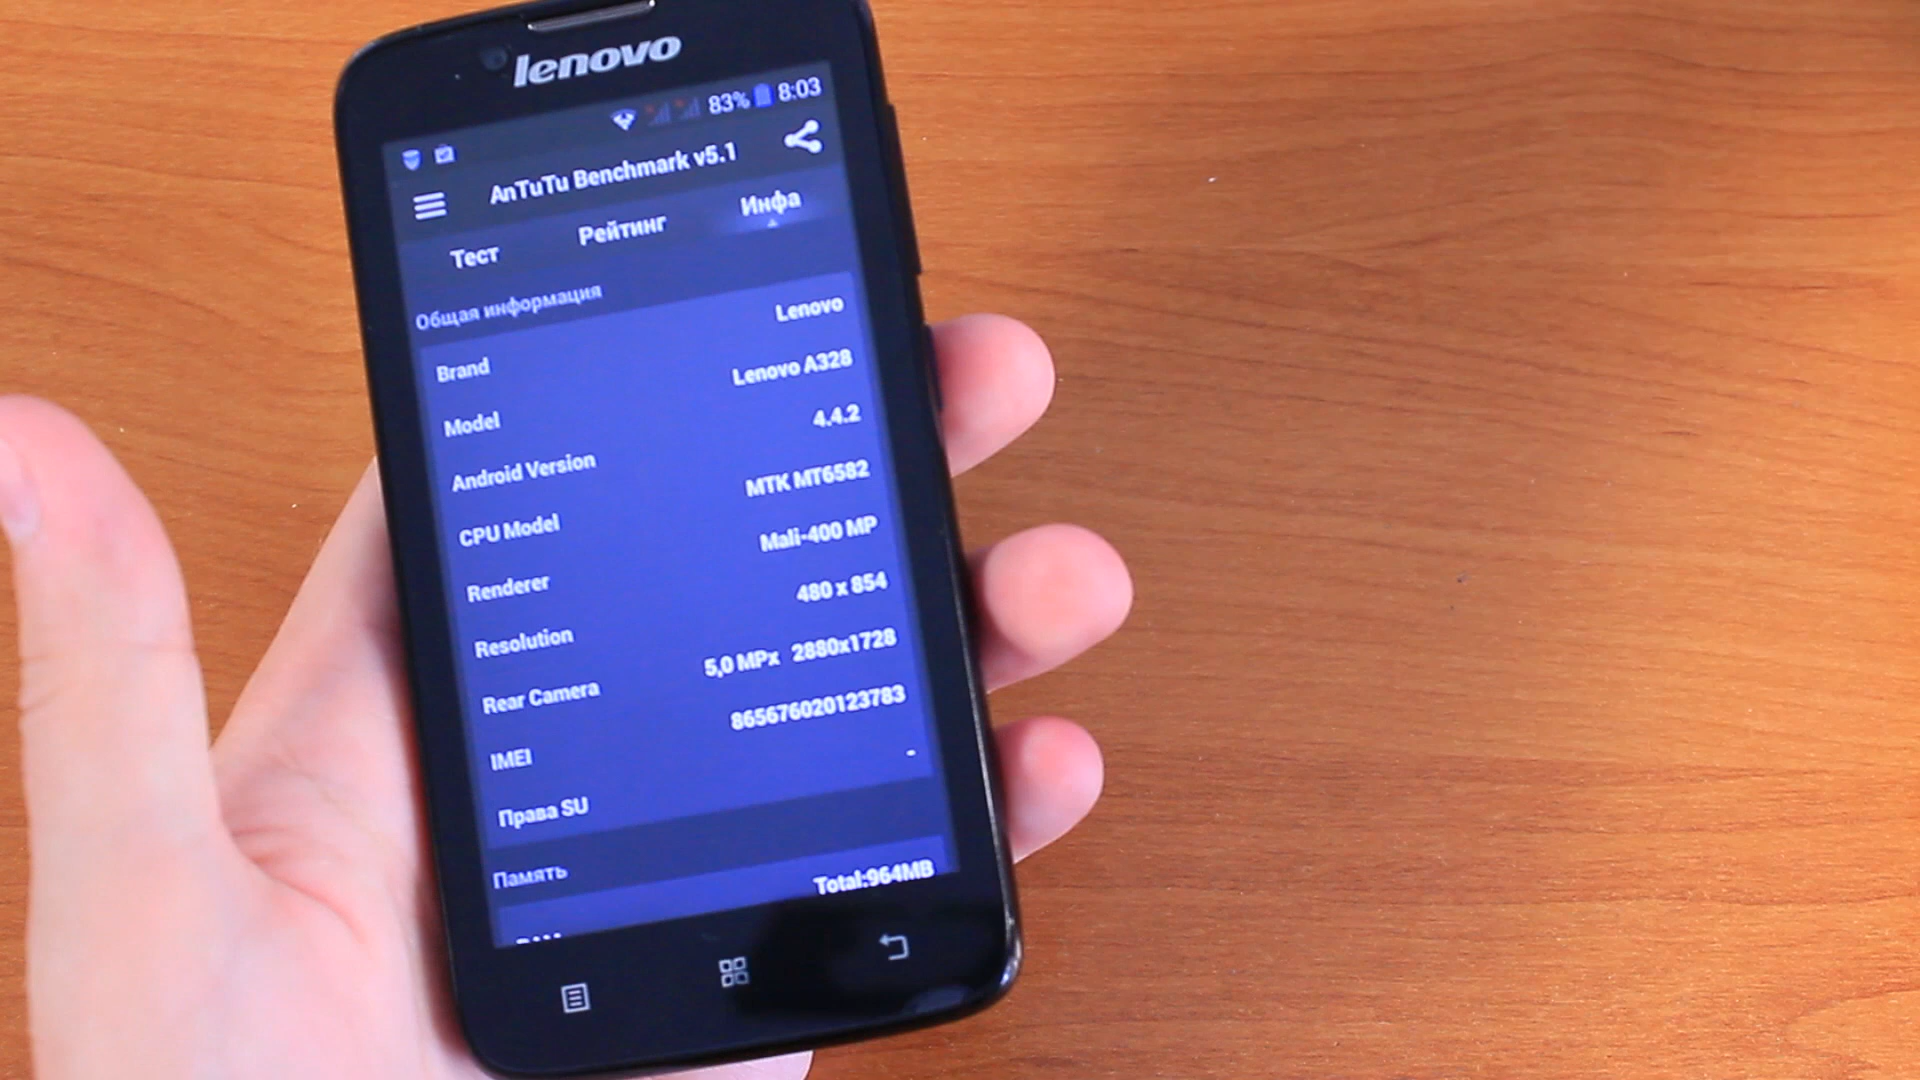 lenovo
83% 8:03
AnTuTu Benchmark v5.1
Тест Рейтинг Инфа
Общая информация
Brand Lenovo
Model Lenovo A328
Android Version 4.4.2
CPU Model MTK MT6582
Renderer Mali-400 MP
Resolution 480 x 854
Rear Camera 5,0 MPx 2880x1728
IMEI 865676020123783
Права SU -
Память
Total:964MB